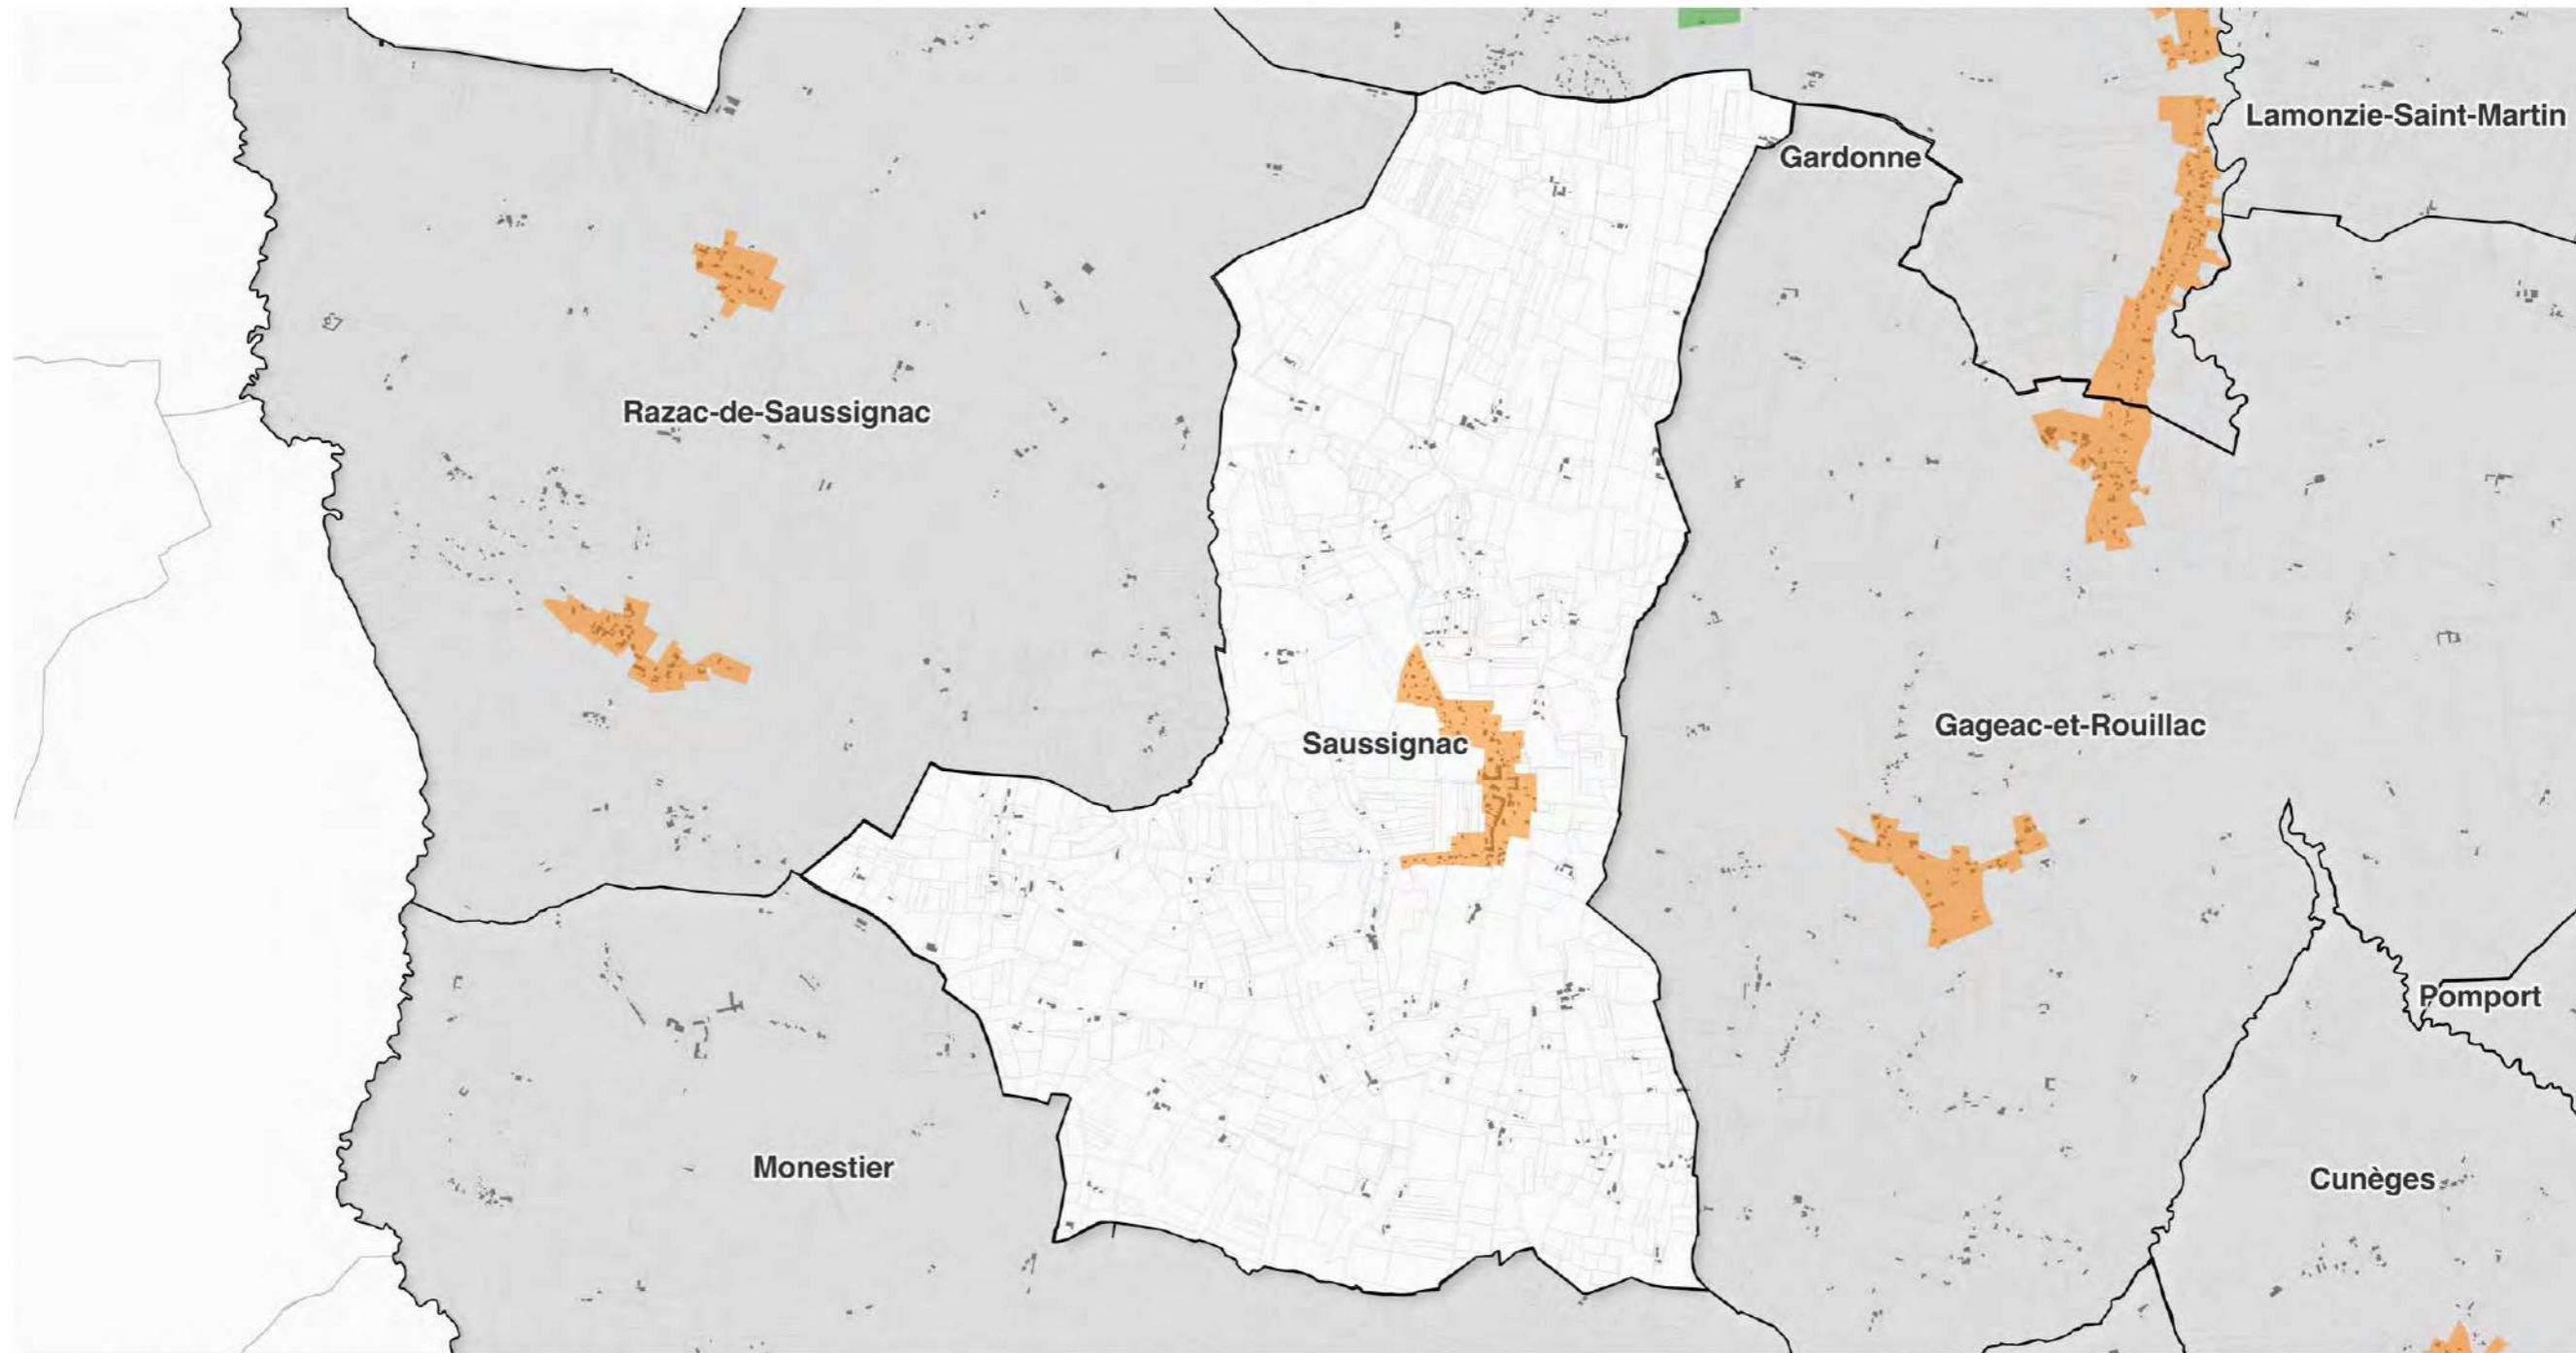 Lamonzie-Saint-Martin
Gardonne
Razac-de-Saussignac
Gageac-et-Rouillac
Saussignac
Pomport
Monestier
Cunèges